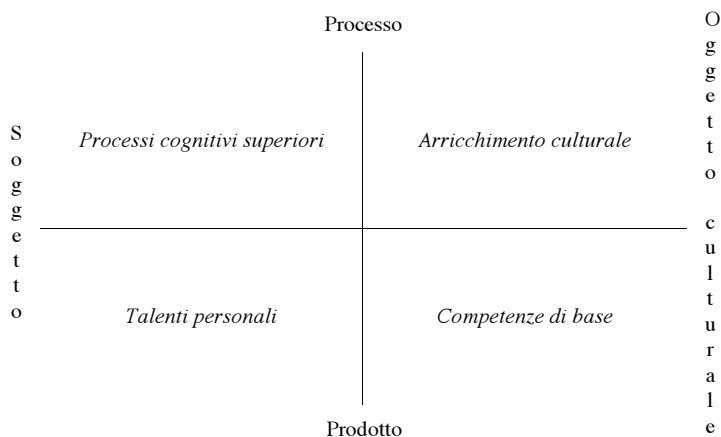 Processo
Oggetto culturale
Soggetto
Processi cognitivi superiori
Arricchimento culturale
Talenti personali
Competenze di base
Prodotto